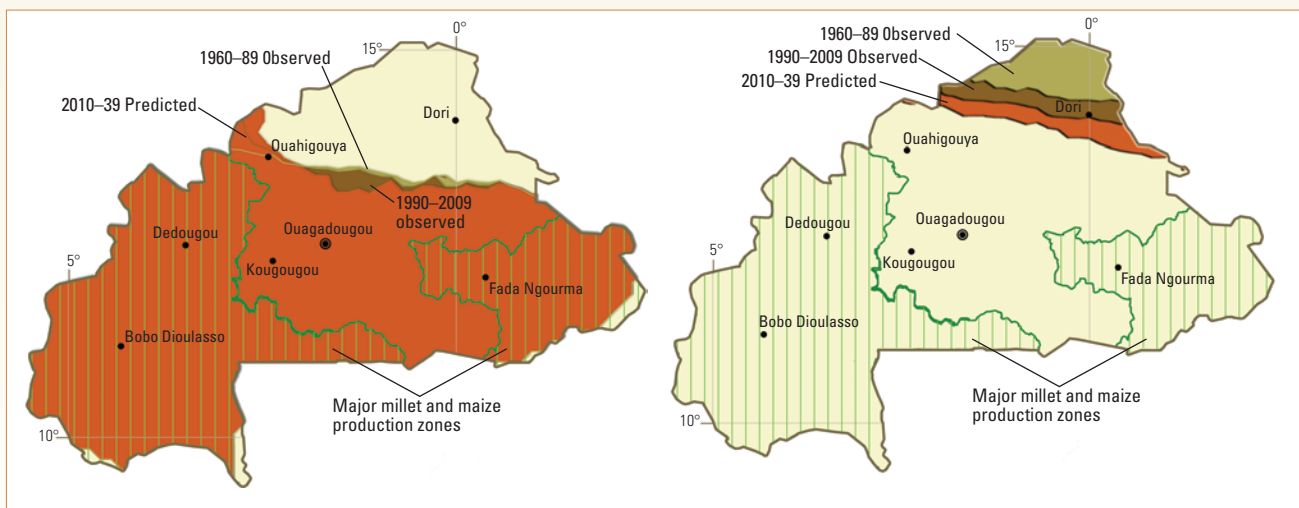 0°
15°
1960–89 Observed
2010–39 Predicted
Dori
Ouahigouya
1990–2009
observed
Ouagadougou
Dedougou
Kougougou
5°
Fada Ngourma
Bobo Dioulasso
Major millet and maize
production zones
10°
0°
1960–89 Observed
15°
1990–2009 Observed
2010–39 Predicted
Dori
Ouahigouya
Dedougou
Ouagadougou
Kougougou
5°
Fada Ngourma
Bobo Dioulasso
Major millet and maize
production zones
10°